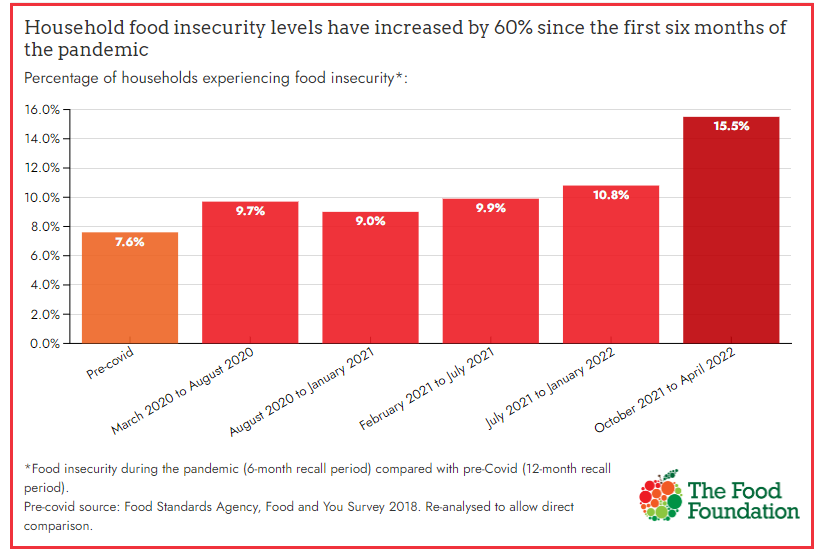 Household food insecurity levels have increased by 60% since the first six months of
the pandemic
Percentage of households experiencing food insecurity*:
16.0%
14.0%
12.0%
10.0%
8.0%
6.0%
4.0%
2.0%
0.0%
7.6%
9.7%
9.0%
9.9%
10.8%
15.5%
Pre-covid
March 2020 to August 2020
August 2020 to January 2021
February 2021 to July 2021
July 2021 to January 2022
October 2021 to April 2022
*Food insecurity during the pandemic (6-month recall period) compared with pre-Covid (12-month recall
period).
Pre-covid source: Food Standards Agency, Food and You Survey 2018. Re-analysed to allow direct
comparison.
The Food
Foundation